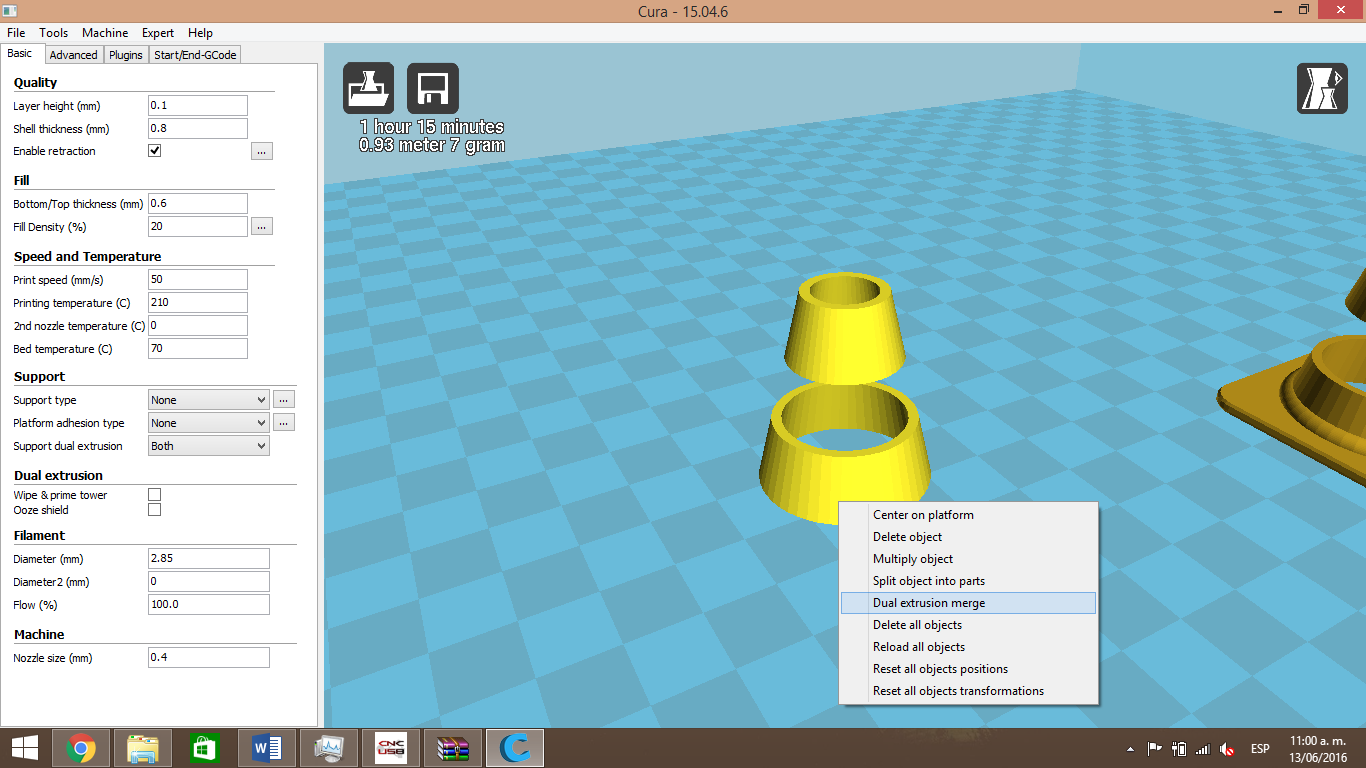 Cura - 15.04.6
File Tools Machine Expert Help
Basic Advanced Plugins Start/End-GCode
Quality
Layer height (mm) 0.1
Shell thickness (mm) 0.8
Enable retraction ...
Fill
Bottom/Top thickness (mm) 0.6
Fill Density (%) 20 ...
Speed and Temperature
Print speed (mm/s) 50
Printing temperature (C) 210
2nd nozzle temperature (C) 0
Bed temperature (C) 70
Support
Support type None ...
Platform adhesion type None ...
Support dual extrusion Both
Dual extrusion
Wipe & prime tower
Ooze shield
Filament
Diameter (mm) 2.85
Diameter2 (mm) 0
Flow (%) 100.0
Machine
Nozzle size (mm) 0.4
1 hour 15 minutes
0.93 meter 7 gram
Center on platform
Delete object
Multiply object
Split object into parts
Dual extrusion merge
Delete all objects
Reload all objects
Reset all objects positions
Reset all objects transformations
W
CNC
USB
C
ESP
11:00 a. m.
13/06/2016